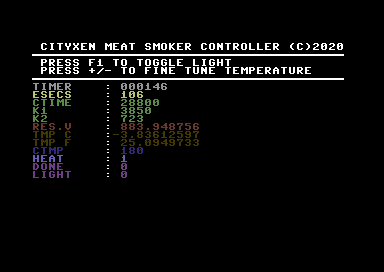 CITYXEN MEAT SMOKER CONTROLLER (C)2020
PRESS F1 TO TOGGLE LIGHT
PRESS +/- TO FINE TUNE TEMPERATURE
TIMER : 000146
ESECS : 106
CTIME : 28800
K1 : 3850
K2 : 723
RES.V : 883.948756
TMP C :-3.83612597
TMP F : 25.0949733
CTMP : 180
HEAT : 1
DONE : 0
LIGHT : 0